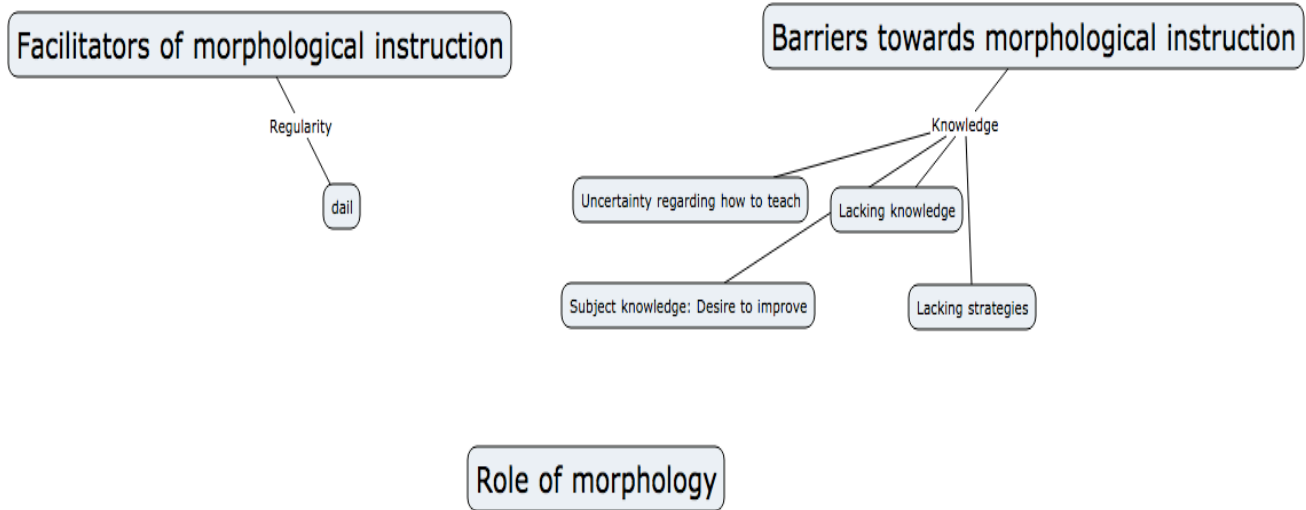 Facilitators of morphological instruction
Barriers towards morphological instruction
Regularity
Knowledge
dail
Uncertainty regarding how to teach
Lacking knowledge
Subject knowledge: Desire to improve
Lacking strategies
Role of morphology